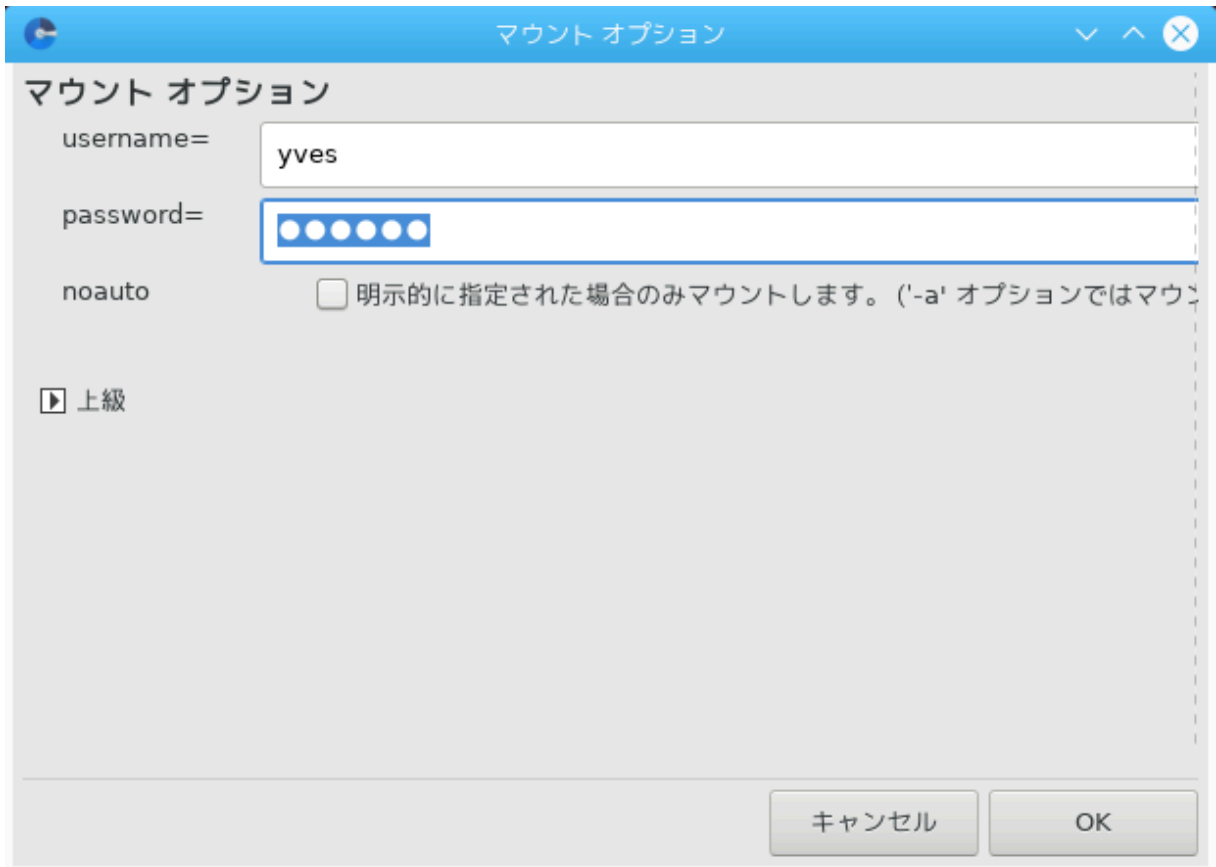 マウント オプション
マウント オプション
username=
yves
password=
●●●●●●
noauto
明示的に指定された場合のみマウントします。 ('-a' オプションではマウン
上級
キャンセル
OK